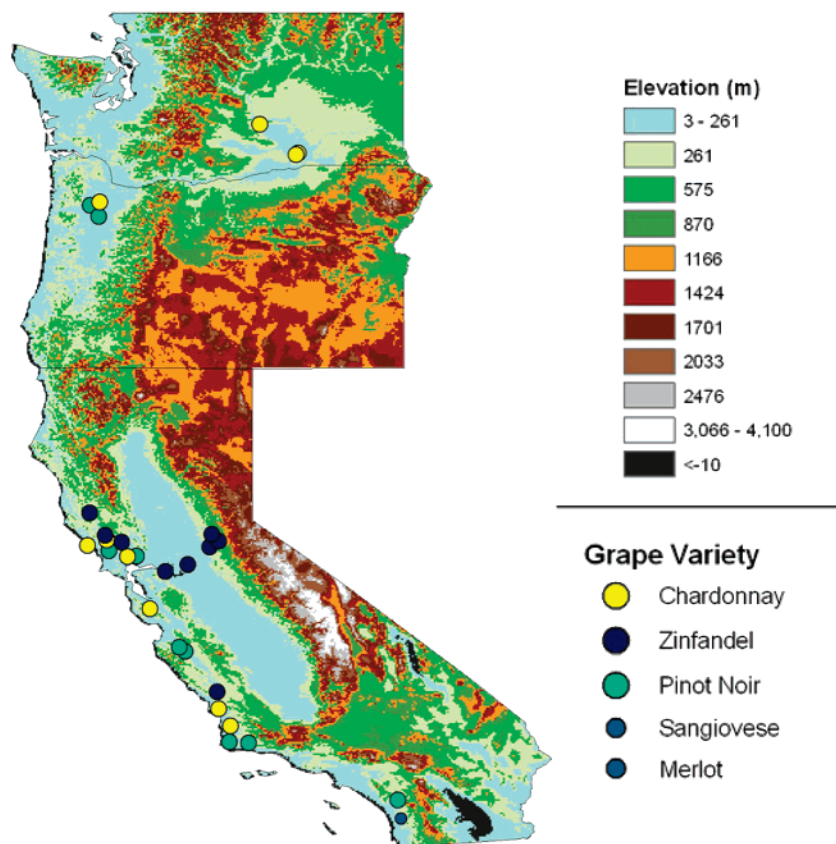 Elevation (m)
3 - 261
261
575
870
1166
1424
1701
2033
2476
3,066 - 4,100
<-10
Grape Variety
Chardonnay
Zinfandel
Pinot Noir
Sangiovese
Merlot